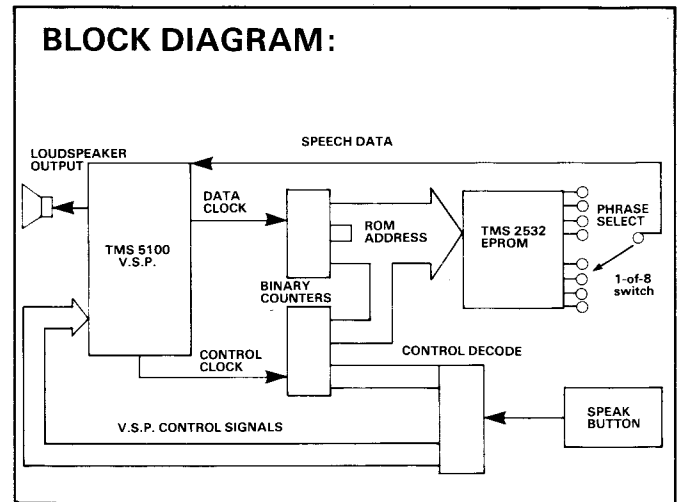 BLOCK DIAGRAM:
SPEECH DATA
LOUDSPEAKER
OUTPUT
DATA
CLOCK
TMS 5100
V.S.P.
ROM
ADDRESS
TMS 2532
EPROM
PHRASE
SELECT
1-of-8
switch
BINARY
COUNTERS
CONTROL
CLOCK
CONTROL DECODE
V.S.P. CONTROL SIGNALS
SPEAK
BUTTON